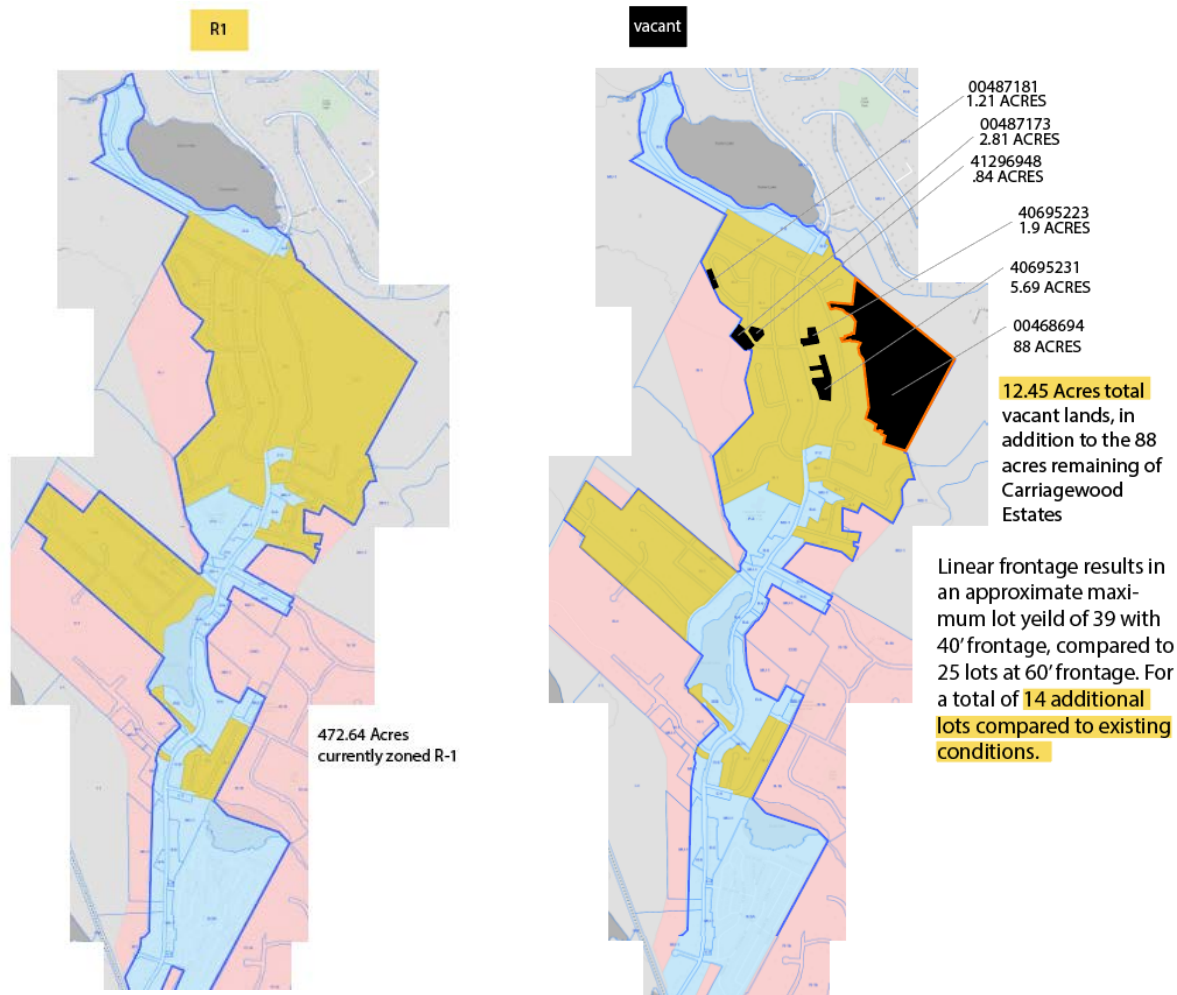 R1
vacant
00487181
1.21 ACRES
00487173
2.81 ACRES
41296948
.84 ACRES
40695223
1.9 ACRES
40695231
5.69 ACRES
00468694
88 ACRES
12.45 Acres total
vacant lands, in
addition to the 88
acres remaining of
Carriagewood
Estates
Linear frontage results in
an approximate maxi-
mum lot yeild of 39 with
40' frontage, compared to
25 lots at 60' frontage. For
a total of 14 additional
lots compared to existing
conditions.
472.64 Acres
currently zoned R-1